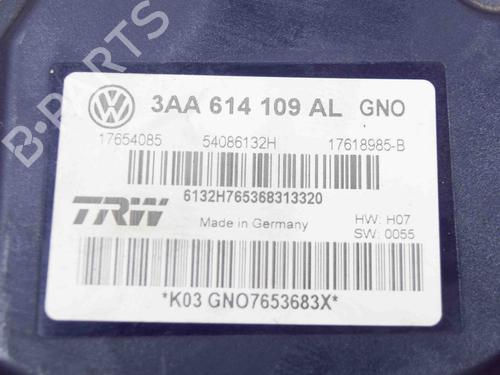 3AA 614 109 AL GNO
17654085 54086132H 17618985-B
6132H765368313320
TRW Made in Germany HW: H07
SW: 0055
*K03 GNO7653683X*
B-PARTS